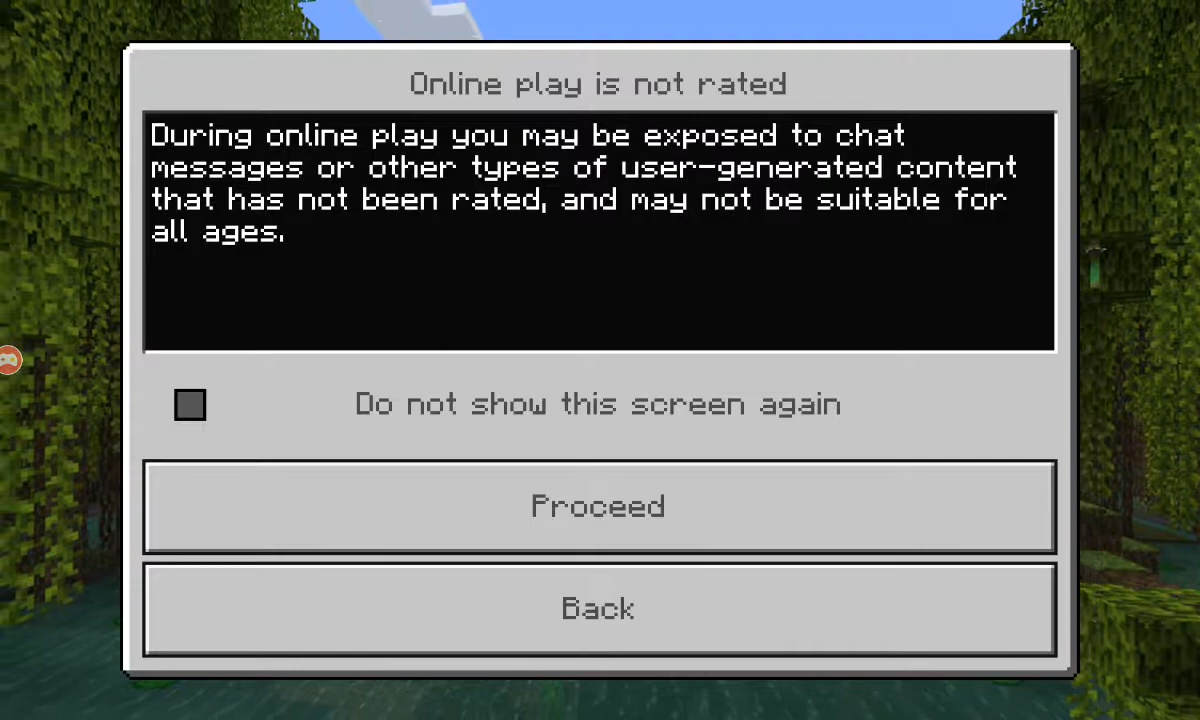 Online play is not rated
During online play you may be exposed to chat
messages or other types of user-generated content
that has not been rated, and may not be suitable for
all ages.
Do not show this screen again
Proceed
Back